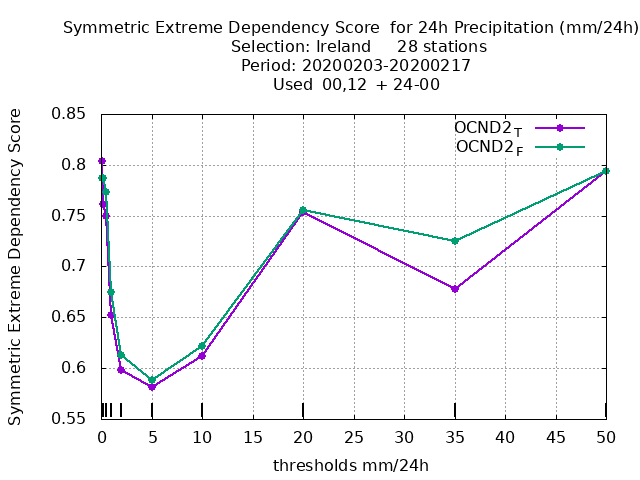 Symmetric Extreme Dependency Score  for 24h Precipitation (mm/24h)
Selection: Ireland     28 stations
Period: 20200203-20200217
Used  00,12  + 24-00
Symmetric Extreme Dependency Score
0.85
0.8
0.75
0.7
0.65
0.6
0.55
OCND2T
OCND2F
0 5 10 15 20 25 30 35 40 45 50
thresholds mm/24h